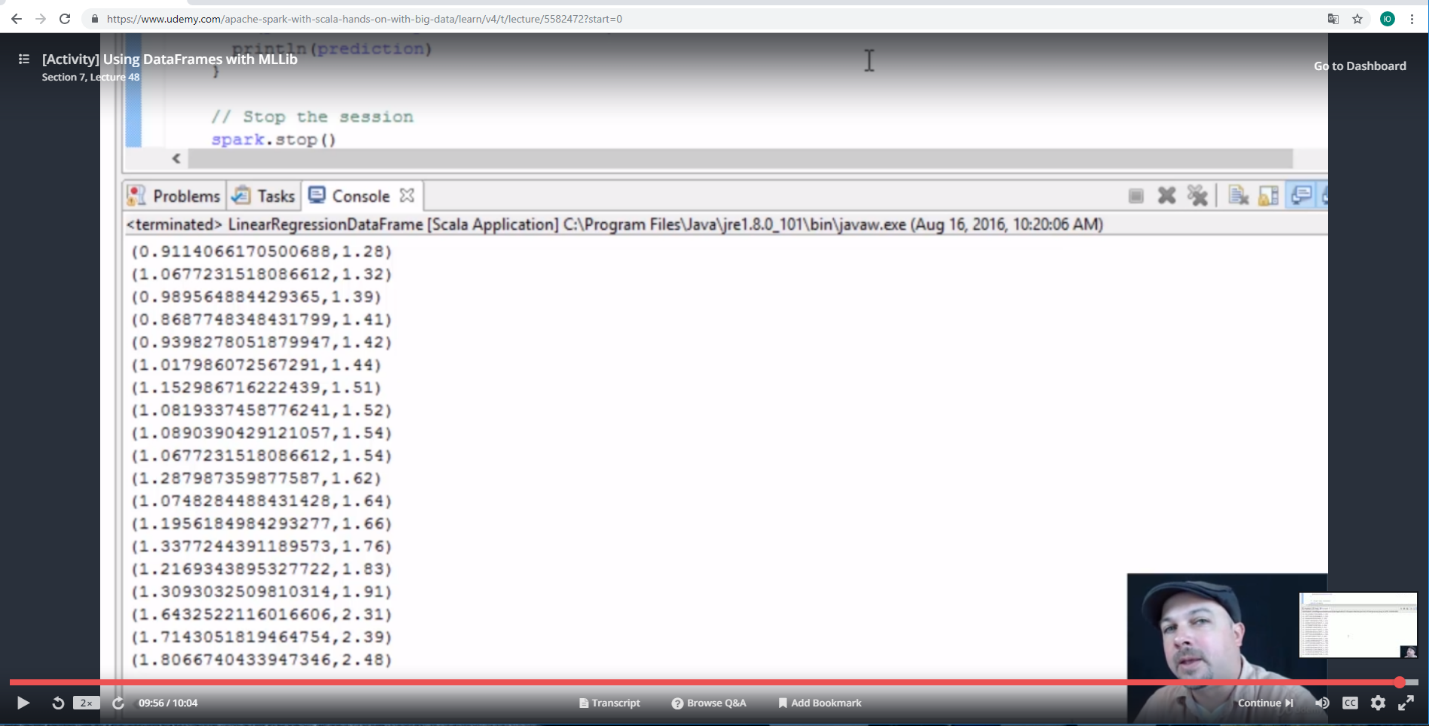 https://www.udemy.com/apache-spark-with-scala-hands-on-with-big-data/learn/v4/t/lecture/5582472?start=0
Ю
[Activity] Using DataFrames with MLLib
Section 7, Lecture 48
Go to Dashboard
println(prediction)
}
// Stop the session
spark.stop()
Problems Tasks Console
<terminated> LinearRegressionDataFrame [Scala Application] C:\Program Files\Java\jre1.8.0_101\bin\javaw.exe (Aug 16, 2016, 10:20:06 AM)
(0.9114066170500688,1.28)
(1.0677231518086612,1.32)
(0.989564884429365,1.39)
(0.8687748348431799,1.41)
(0.9398278051879947,1.42)
(1.017986072567291,1.44)
(1.152986716222439,1.51)
(1.0819337458776241,1.52)
(1.0890390429121057,1.54)
(1.0677231518086612,1.54)
(1.287987359877587,1.62)
(1.0748284488431428,1.64)
(1.1956184984293277,1.66)
(1.3377244391189573,1.76)
(1.2169343895327722,1.83)
(1.3093032509810314,1.91)
(1.6432522116016606,2.31)
(1.7143051819464754,2.39)
(1.8066740433947346,2.48)
2x 09:56 / 10:04 Transcript Browse Q&A Add Bookmark Continue CC